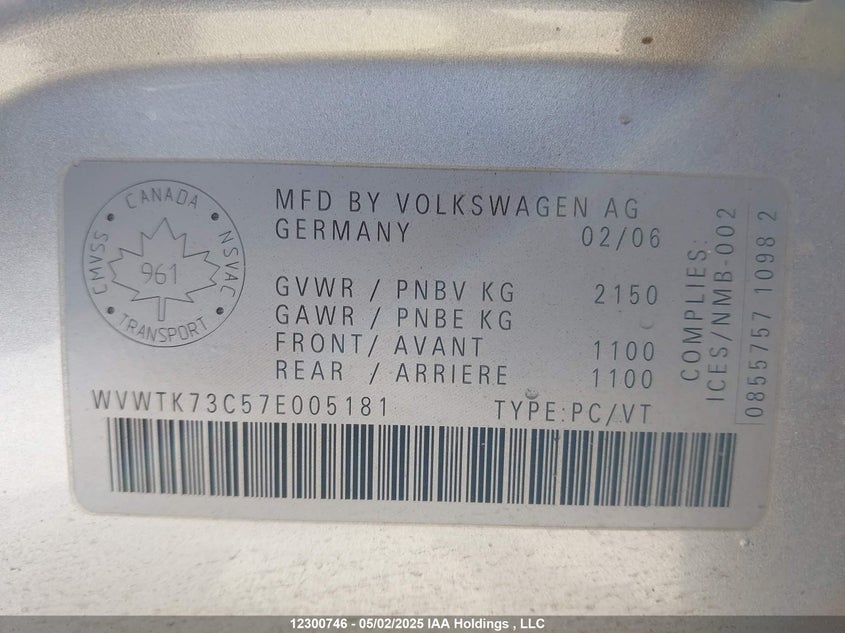 CANADA
CMVSS
NSVAC
961
TRANSPORT
MFD BY VOLKSWAGEN AG
GERMANY 02/06
GVWR / PNBV KG 2150
GAWR / PNBE KG
FRONT/ AVANT 1100
REAR / ARRIERE 1100
WVWTK73C57E005181 TYPE:PC/VT
COMPLIES:
ICES/NMB-002
0855757 1098 2
12300746 - 05/02/2025 IAA Holdings , LLC